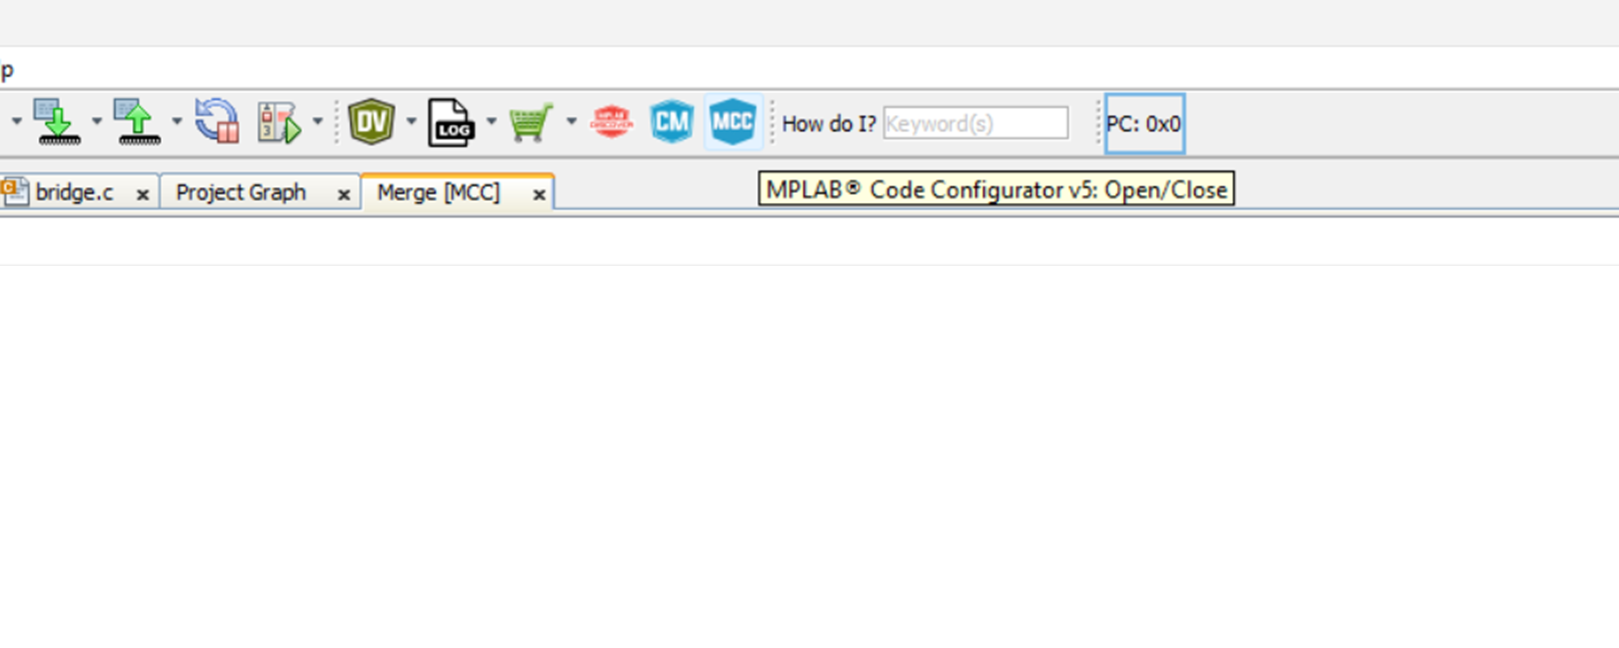 p
LOG DV CM MCC How do I? Keyword(s) PC: 0x0
bridge.c x Project Graph x Merge [MCC] x
MPLAB® Code Configurator v5: Open/Close